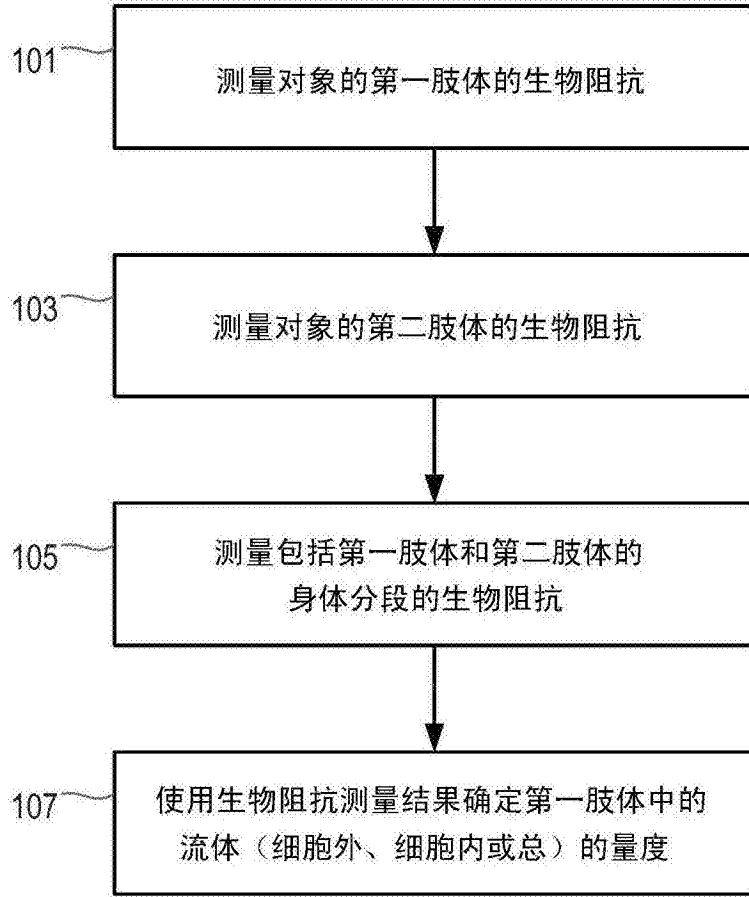 101
测量对象的第一肢体的生物阻抗
103
测量对象的第二肢体的生物阻抗
105
测量包括第一肢体和第二肢体的
身体分段的生物阻抗
107
使用生物阻抗测量结果确定第一肢体中的
流体（细胞外、细胞内或总）的量度